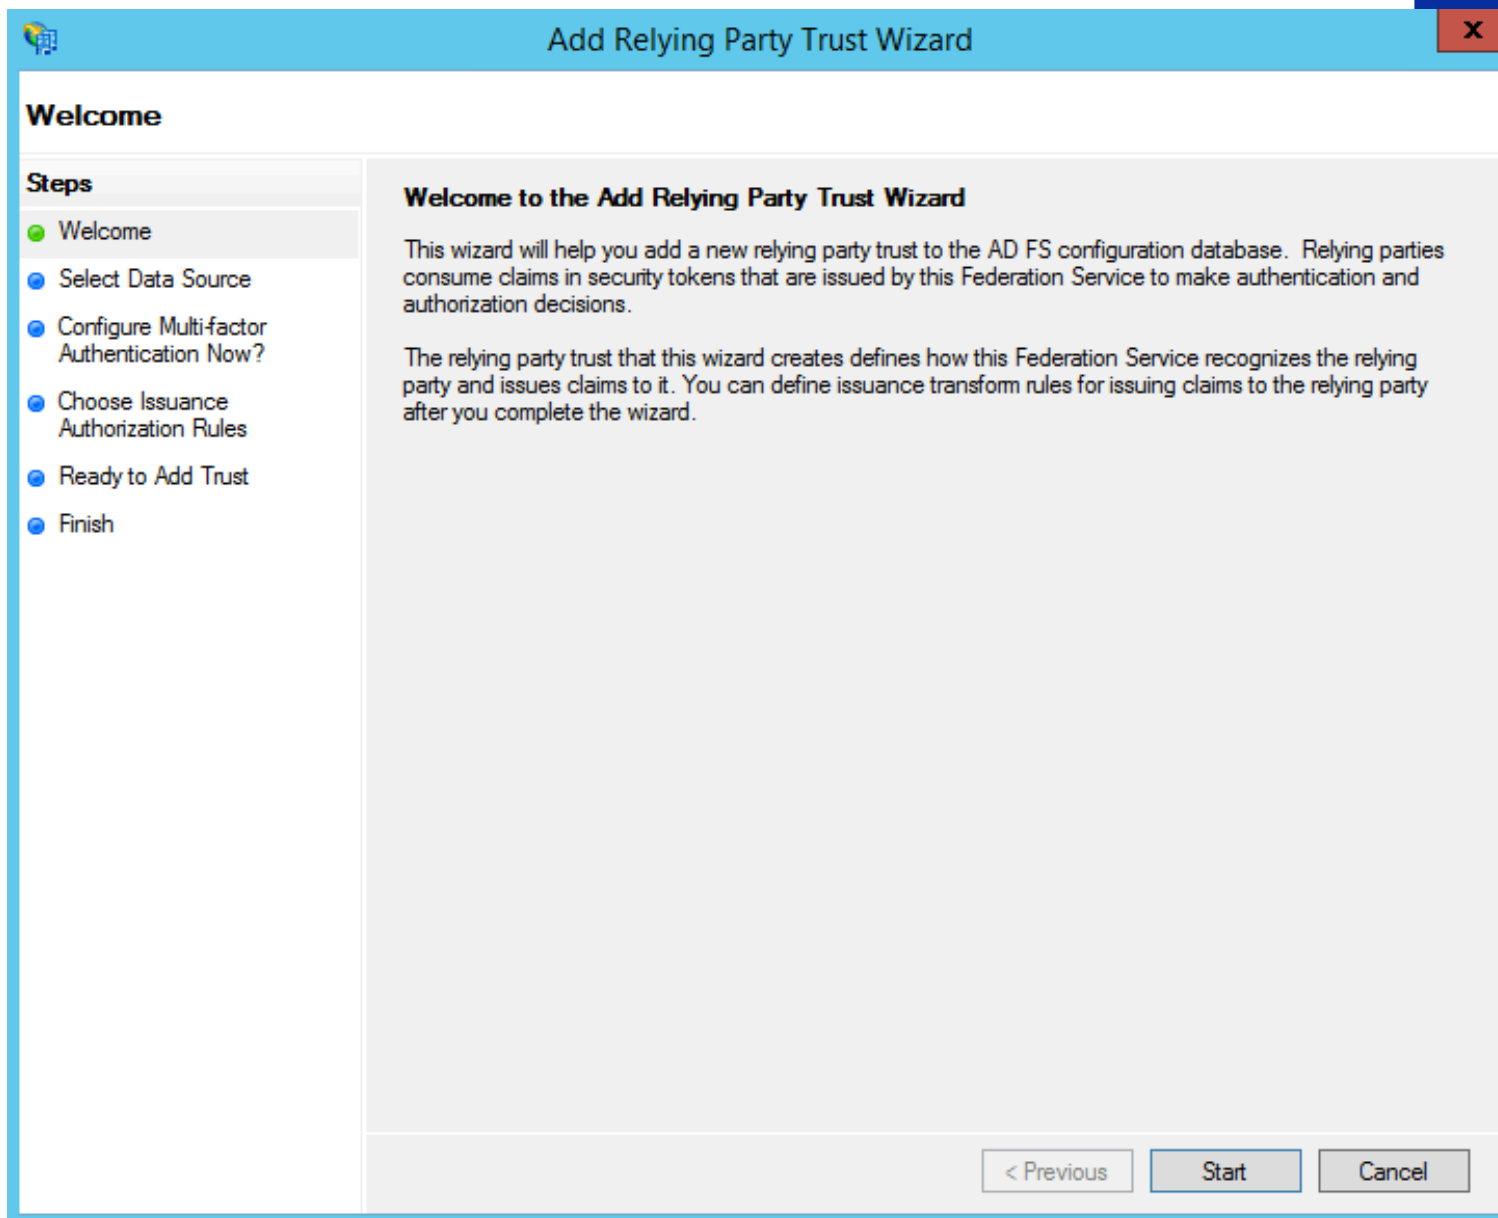 Add Relying Party Trust Wizard
x
Welcome
Steps
Welcome
Select Data Source
Configure Multi-factor
Authentication Now?
Choose Issuance
Authorization Rules
Ready to Add Trust
Finish
Welcome to the Add Relying Party Trust Wizard
This wizard will help you add a new relying party trust to the AD FS configuration database.  Relying parties
consume claims in security tokens that are issued by this Federation Service to make authentication and
authorization decisions.
The relying party trust that this wizard creates defines how this Federation Service recognizes the relying
party and issues claims to it. You can define issuance transform rules for issuing claims to the relying party
after you complete the wizard.
< Previous
Start
Cancel